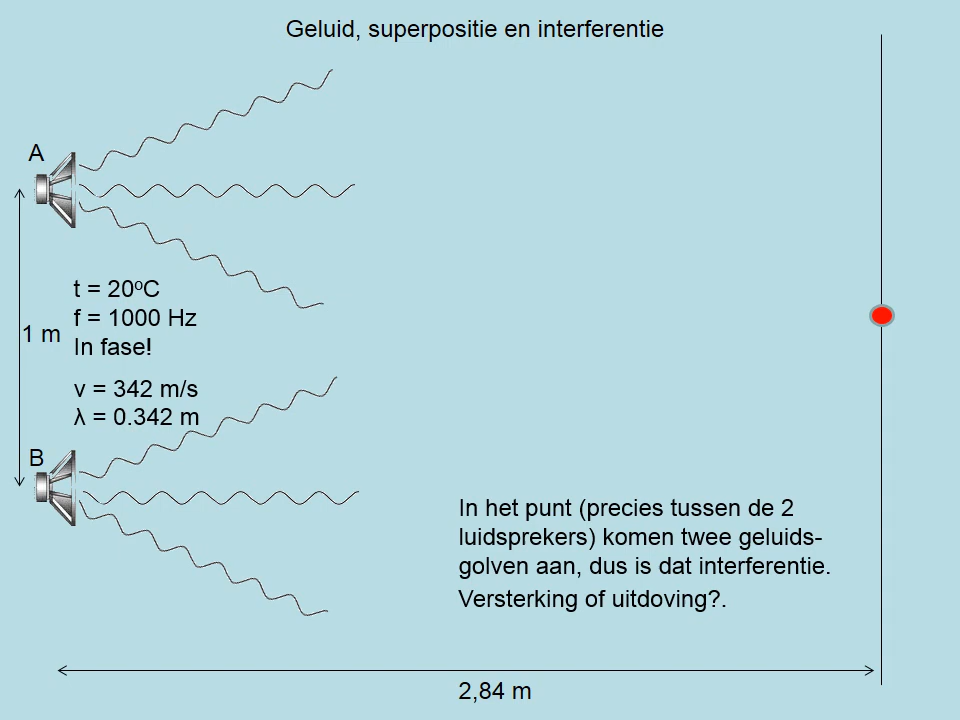 Geluid, superpositie en interferentie
A
t = 20ºC
f = 1000 Hz
1 m
In fase!
v = 342 m/s
λ = 0.342 m
B
In het punt (precies tussen de 2
luidsprekers) komen twee geluids-
golven aan, dus is dat interferentie.
Versterking of uitdoving?.
2,84 m